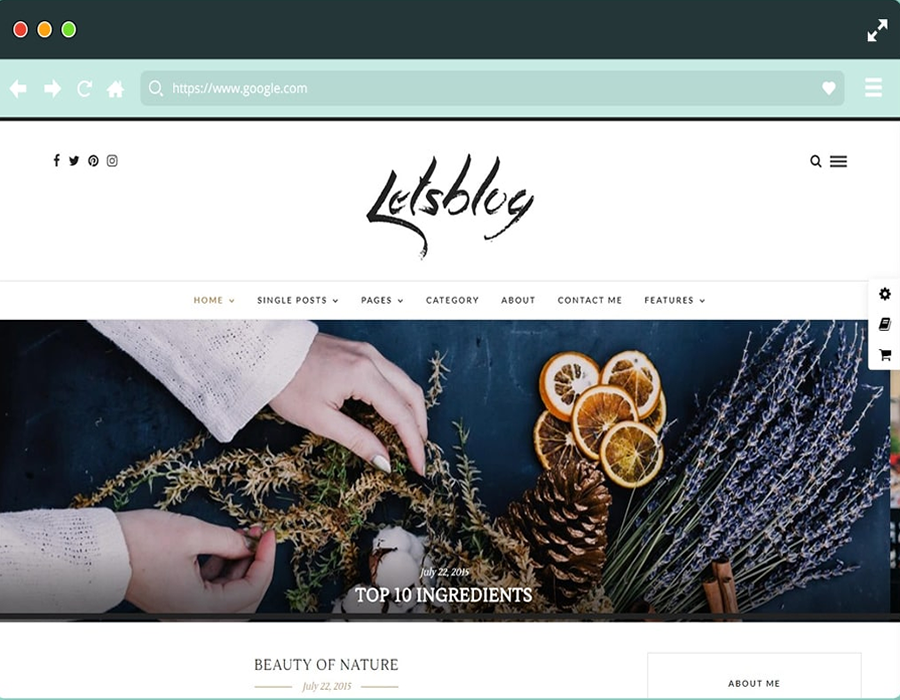 https://www.google.com
Letsblog
HOME SINGLE POSTS PAGES CATEGORY ABOUT CONTACT ME FEATURES
July 22, 2015
TOP 10 INGREDIENTS
BEAUTY OF NATURE
July 22, 2015
ABOUT ME